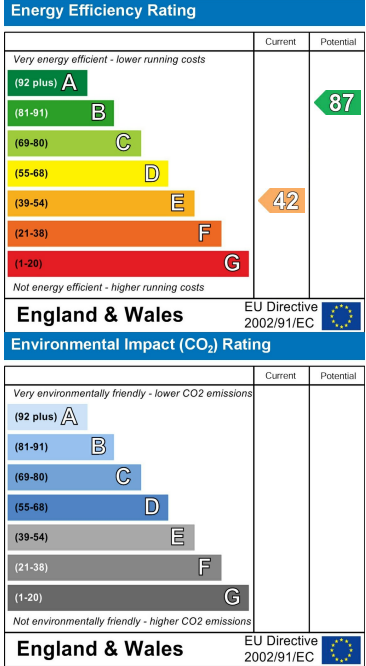 Energy Efficiency Rating
Current Potential
Very energy efficient - lower running costs
(92 plus) A
(81-91) B
87
(69-80) C
(55-68) D
(39-54) E
42
(21-38) F
(1-20) G
Not energy efficient - higher running costs
England & Wales
EU Directive
2002/91/EC
Environmental Impact (CO₂) Rating
Current Potential
Very environmentally friendly - lower CO2 emissions
(92 plus) A
(81-91) B
(69-80) C
(55-68) D
(39-54) E
(21-38) F
(1-20) G
Not environmentally friendly - higher CO2 emissions
England & Wales
EU Directive
2002/91/EC